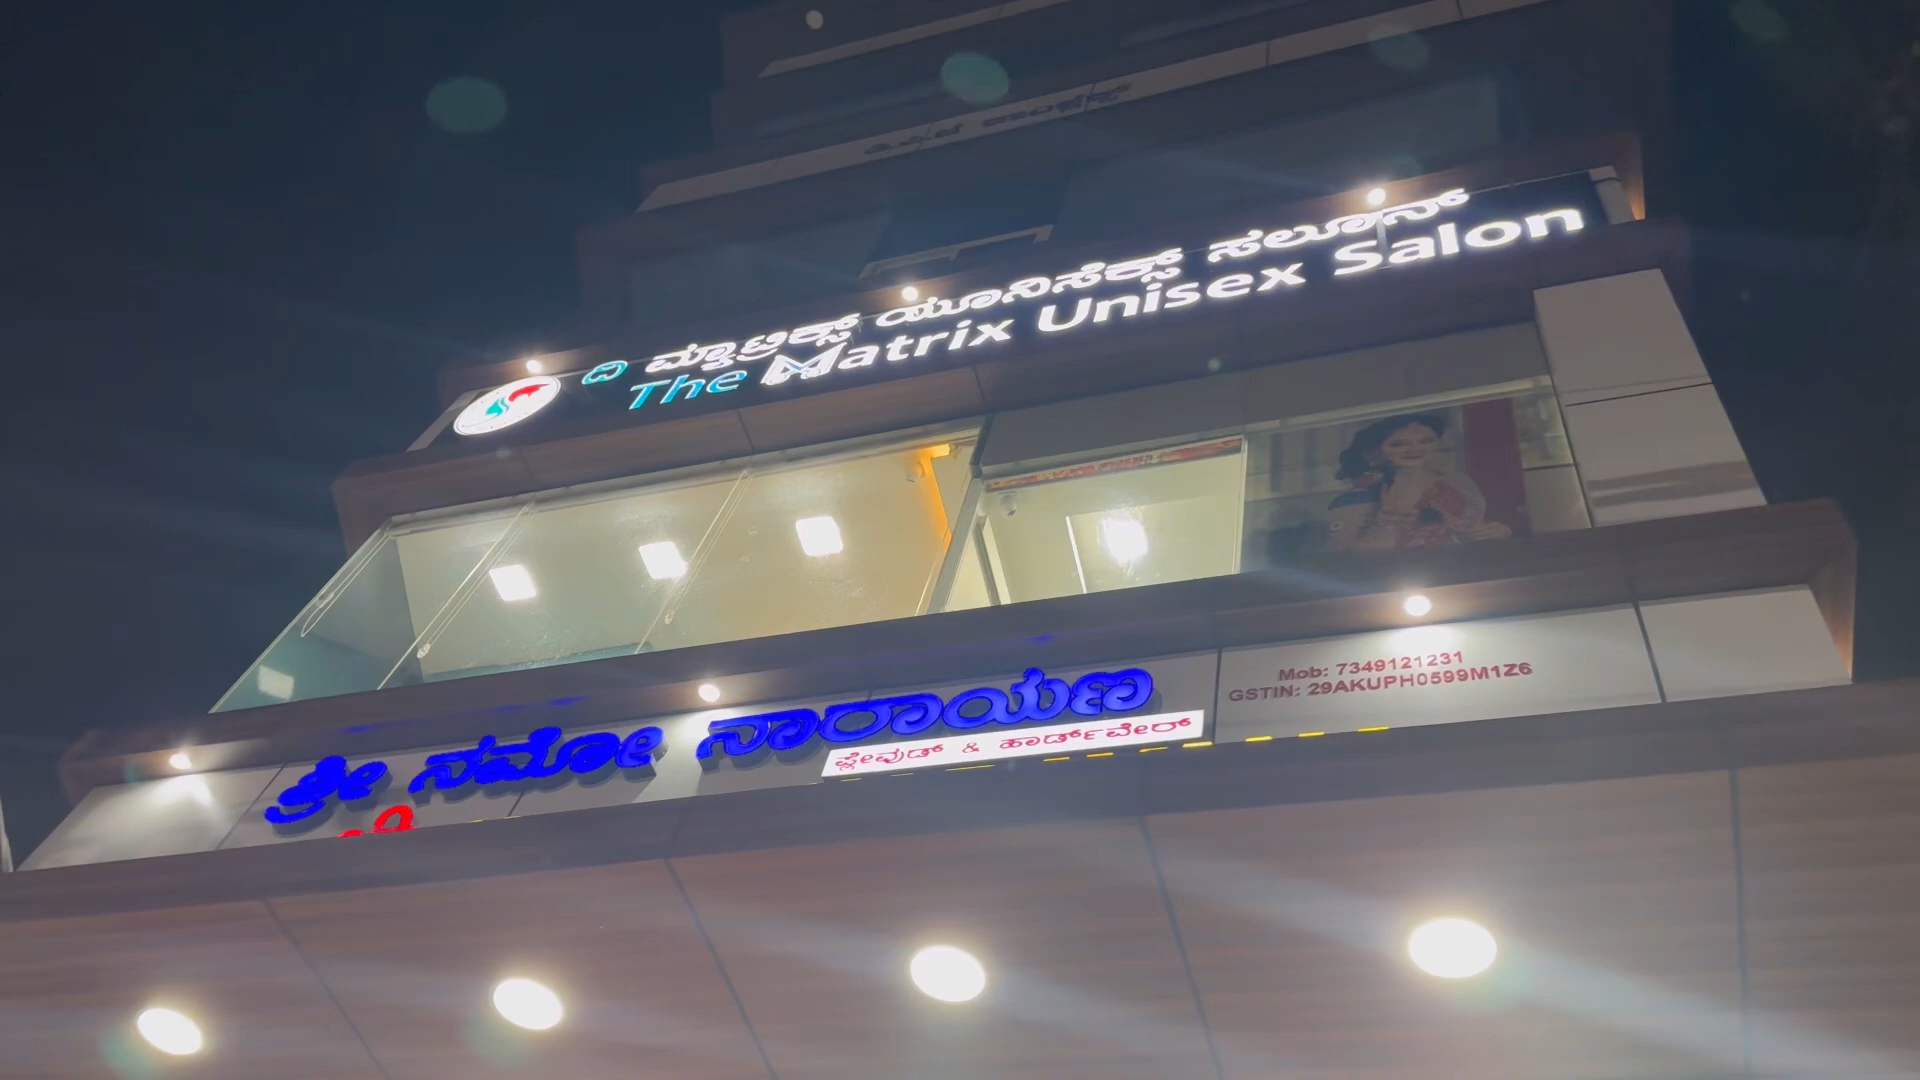 ದಿ ಮ್ಯಾಟ್ರಿಕ್ಸ್ ಯೂನಿಸೆಕ್ಸ್ ಸಲೂನ್
The Matrix Unisex Salon
ಶ್ರೀ ನಮೋ ನಾರಾಯಣ
ಪ್ಲೇವುಡ್ & ಹಾರ್ಡ್‌ವೇರ್
Mob: 7349121231
GSTIN: 29AKUPH0599M1Z6